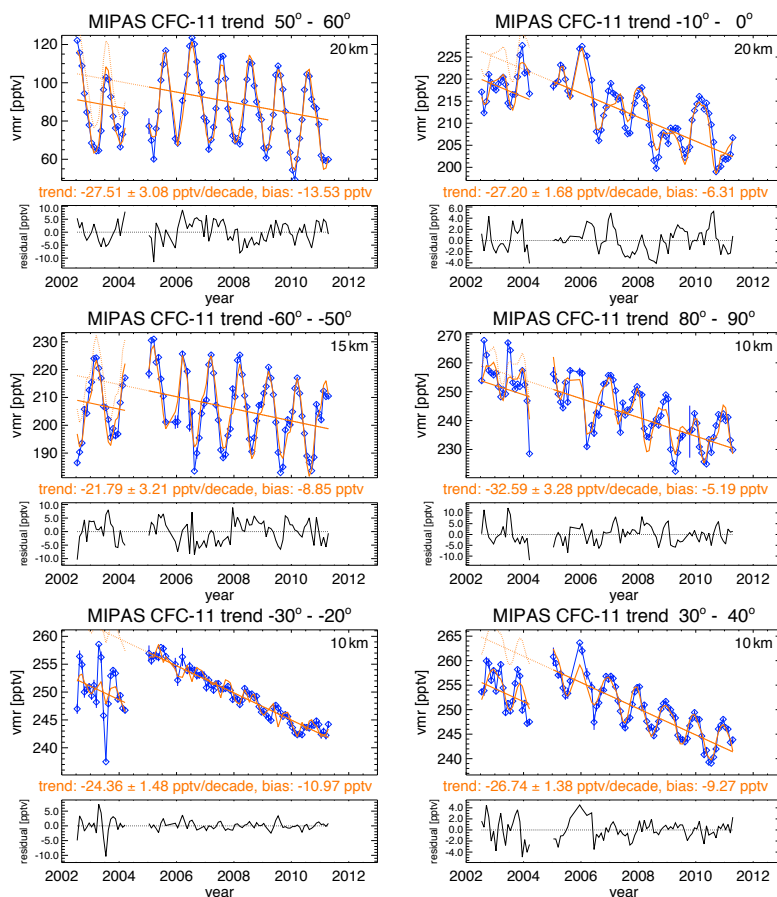 MIPAS CFC-11 trend 50° - 60°
20 km
vmr [pptv]
120
100
80
60
trend: -27.51 ± 3.08 pptv/decade, bias: -13.53 pptv
residual [pptv]
10.0
5.0
0.0
-5.0
-10.0
2002 2004 2006 2008 2010 2012
year
MIPAS CFC-11 trend -10° - 0°
20 km
vmr [pptv]
225
220
215
210
205
200
trend: -27.20 ± 1.68 pptv/decade, bias: -6.31 pptv
residual [pptv]
6.0
4.0
2.0
0.0
-2.0
-4.0
2002 2004 2006 2008 2010 2012
year
MIPAS CFC-11 trend -60° - -50°
15 km
vmr [pptv]
230
220
210
200
190
trend: -21.79 ± 3.21 pptv/decade, bias: -8.85 pptv
residual [pptv]
10.0
5.0
0.0
-5.0
-10.0
2002 2004 2006 2008 2010 2012
year
MIPAS CFC-11 trend 80° - 90°
10 km
vmr [pptv]
270
260
250
240
230
trend: -32.59 ± 3.28 pptv/decade, bias: -5.19 pptv
residual [pptv]
10.0
5.0
0.0
-5.0
-10.0
2002 2004 2006 2008 2010 2012
year
MIPAS CFC-11 trend -30° - -20°
10 km
vmr [pptv]
260
255
250
245
240
trend: -24.36 ± 1.48 pptv/decade, bias: -10.97 pptv
residual [pptv]
5.0
0.0
-5.0
-10.0
2002 2004 2006 2008 2010 2012
year
MIPAS CFC-11 trend 30° - 40°
10 km
vmr [pptv]
265
260
255
250
245
240
trend: -26.74 ± 1.38 pptv/decade, bias: -9.27 pptv
residual [pptv]
4.0
2.0
0.0
-2.0
-4.0
2002 2004 2006 2008 2010 2012
year